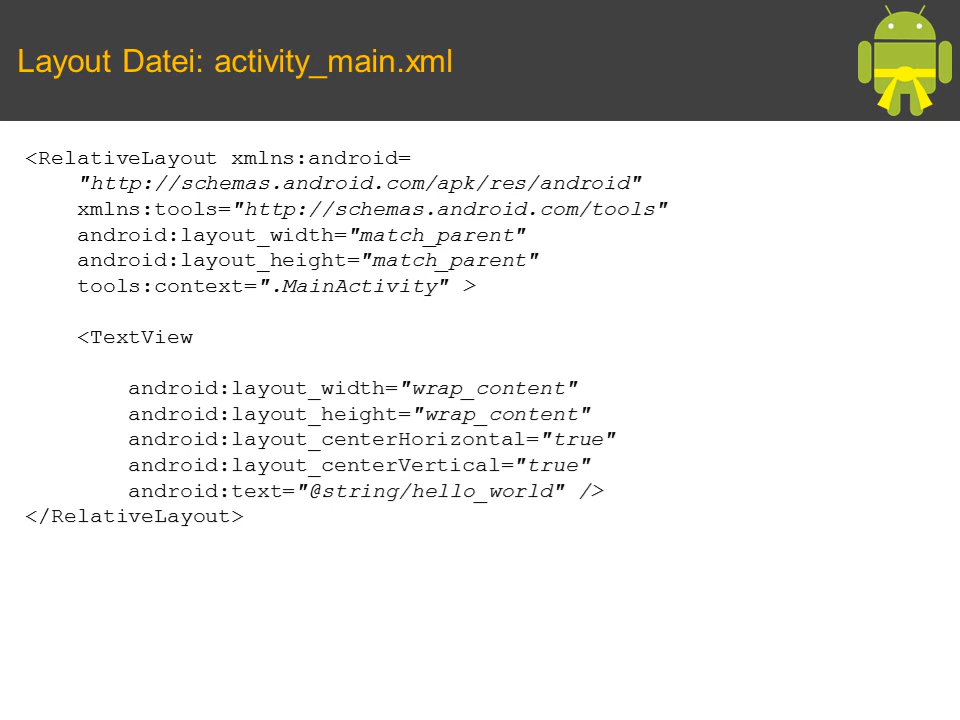 Layout Datei: activity_main.xml
<RelativeLayout xmlns:android=
"http://schemas.android.com/apk/res/android"
xmlns:tools="http://schemas.android.com/tools"
android:layout_width="match_parent"
android:layout_height="match_parent"
tools:context=".MainActivity" >
<TextView
android:layout_width="wrap_content"
android:layout_height="wrap_content"
android:layout_centerHorizontal="true"
android:layout_centerVertical="true"
android:text="@string/hello_world" />
</RelativeLayout>